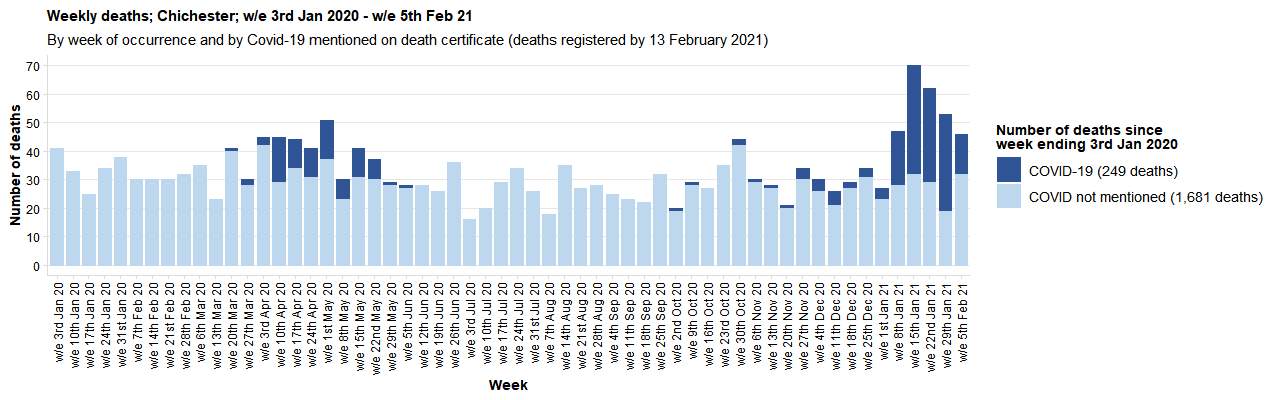 Weekly deaths; Chichester; w/e 3rd Jan 2020 - w/e 5th Feb 21
By week of occurrence and by Covid-19 mentioned on death certificate (deaths registered by 13 February 2021)
Number of deaths
70
60
50
40
30
20
10
0
w/e 3rd Jan 20
w/e 10th Jan 20
w/e 17th Jan 20
w/e 24th Jan 20
w/e 31st Jan 20
w/e 7th Feb 20
w/e 14th Feb 20
w/e 21st Feb 20
w/e 28th Feb 20
w/e 6th Mar 20
w/e 13th Mar 20
w/e 20th Mar 20
w/e 27th Mar 20
w/e 3rd Apr 20
w/e 10th Apr 20
w/e 17th Apr 20
w/e 24th Apr 20
w/e 1st May 20
w/e 8th May 20
w/e 15th May 20
w/e 22nd May 20
w/e 29th May 20
w/e 5th Jun 20
w/e 12th Jun 20
w/e 19th Jun 20
w/e 26th Jun 20
w/e 3rd Jul 20
w/e 10th Jul 20
w/e 17th Jul 20
w/e 24th Jul 20
w/e 31st Jul 20
w/e 7th Aug 20
w/e 14th Aug 20
w/e 21st Aug 20
w/e 28th Aug 20
w/e 4th Sep 20
w/e 11th Sep 20
w/e 18th Sep 20
w/e 25th Sep 20
w/e 2nd Oct 20
w/e 9th Oct 20
w/e 16th Oct 20
w/e 23rd Oct 20
w/e 30th Oct 20
w/e 6th Nov 20
w/e 13th Nov 20
w/e 20th Nov 20
w/e 27th Nov 20
w/e 4th Dec 20
w/e 11th Dec 20
w/e 18th Dec 20
w/e 25th Dec 20
w/e 1st Jan 21
w/e 8th Jan 21
w/e 15th Jan 21
w/e 22nd Jan 21
w/e 29th Jan 21
w/e 5th Feb 21
Week
Number of deaths since
week ending 3rd Jan 2020
COVID-19 (249 deaths)
COVID not mentioned (1,681 deaths)